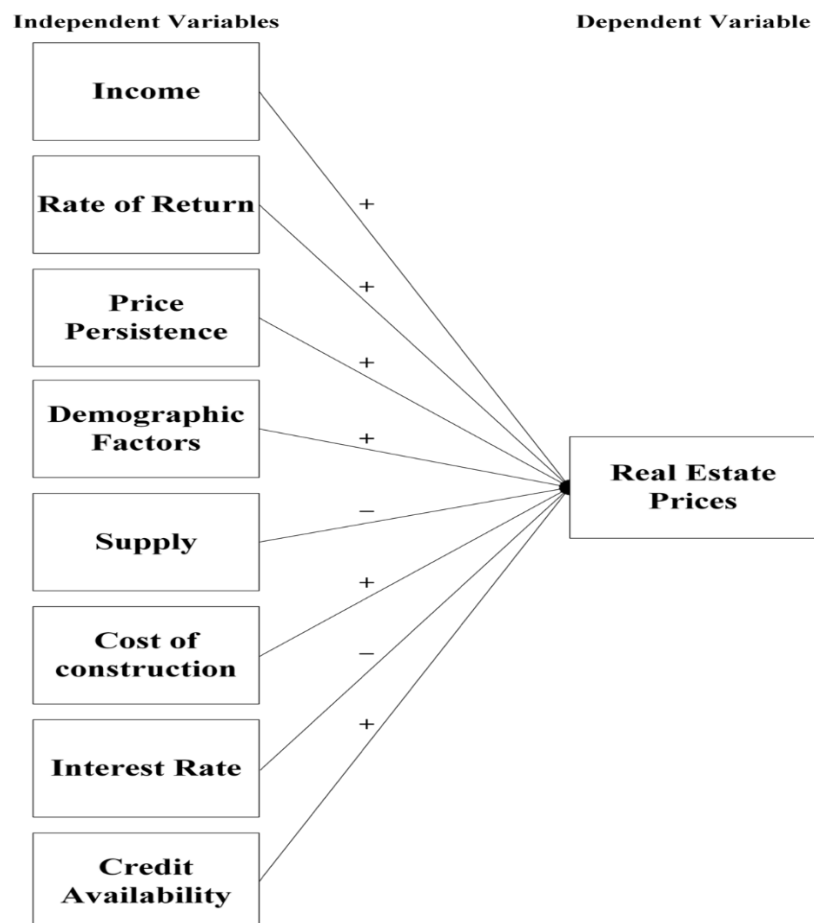 Independent Variables
Dependent Variable
Income
+
Rate of Return
+
Price
Persistence
+
Demographic
Factors
+
Supply
−
Cost of
construction
+
Interest Rate
−
Credit
Availability
+
Real Estate
Prices